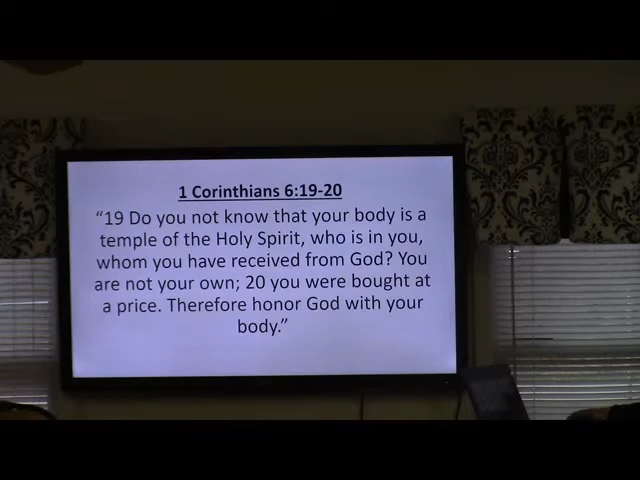 1 Corinthians 6:19-20
“19 Do you not know that your body is a
temple of the Holy Spirit, who is in you,
whom you have received from God? You
are not your own; 20 you were bought at
a price. Therefore honor God with your
body.”